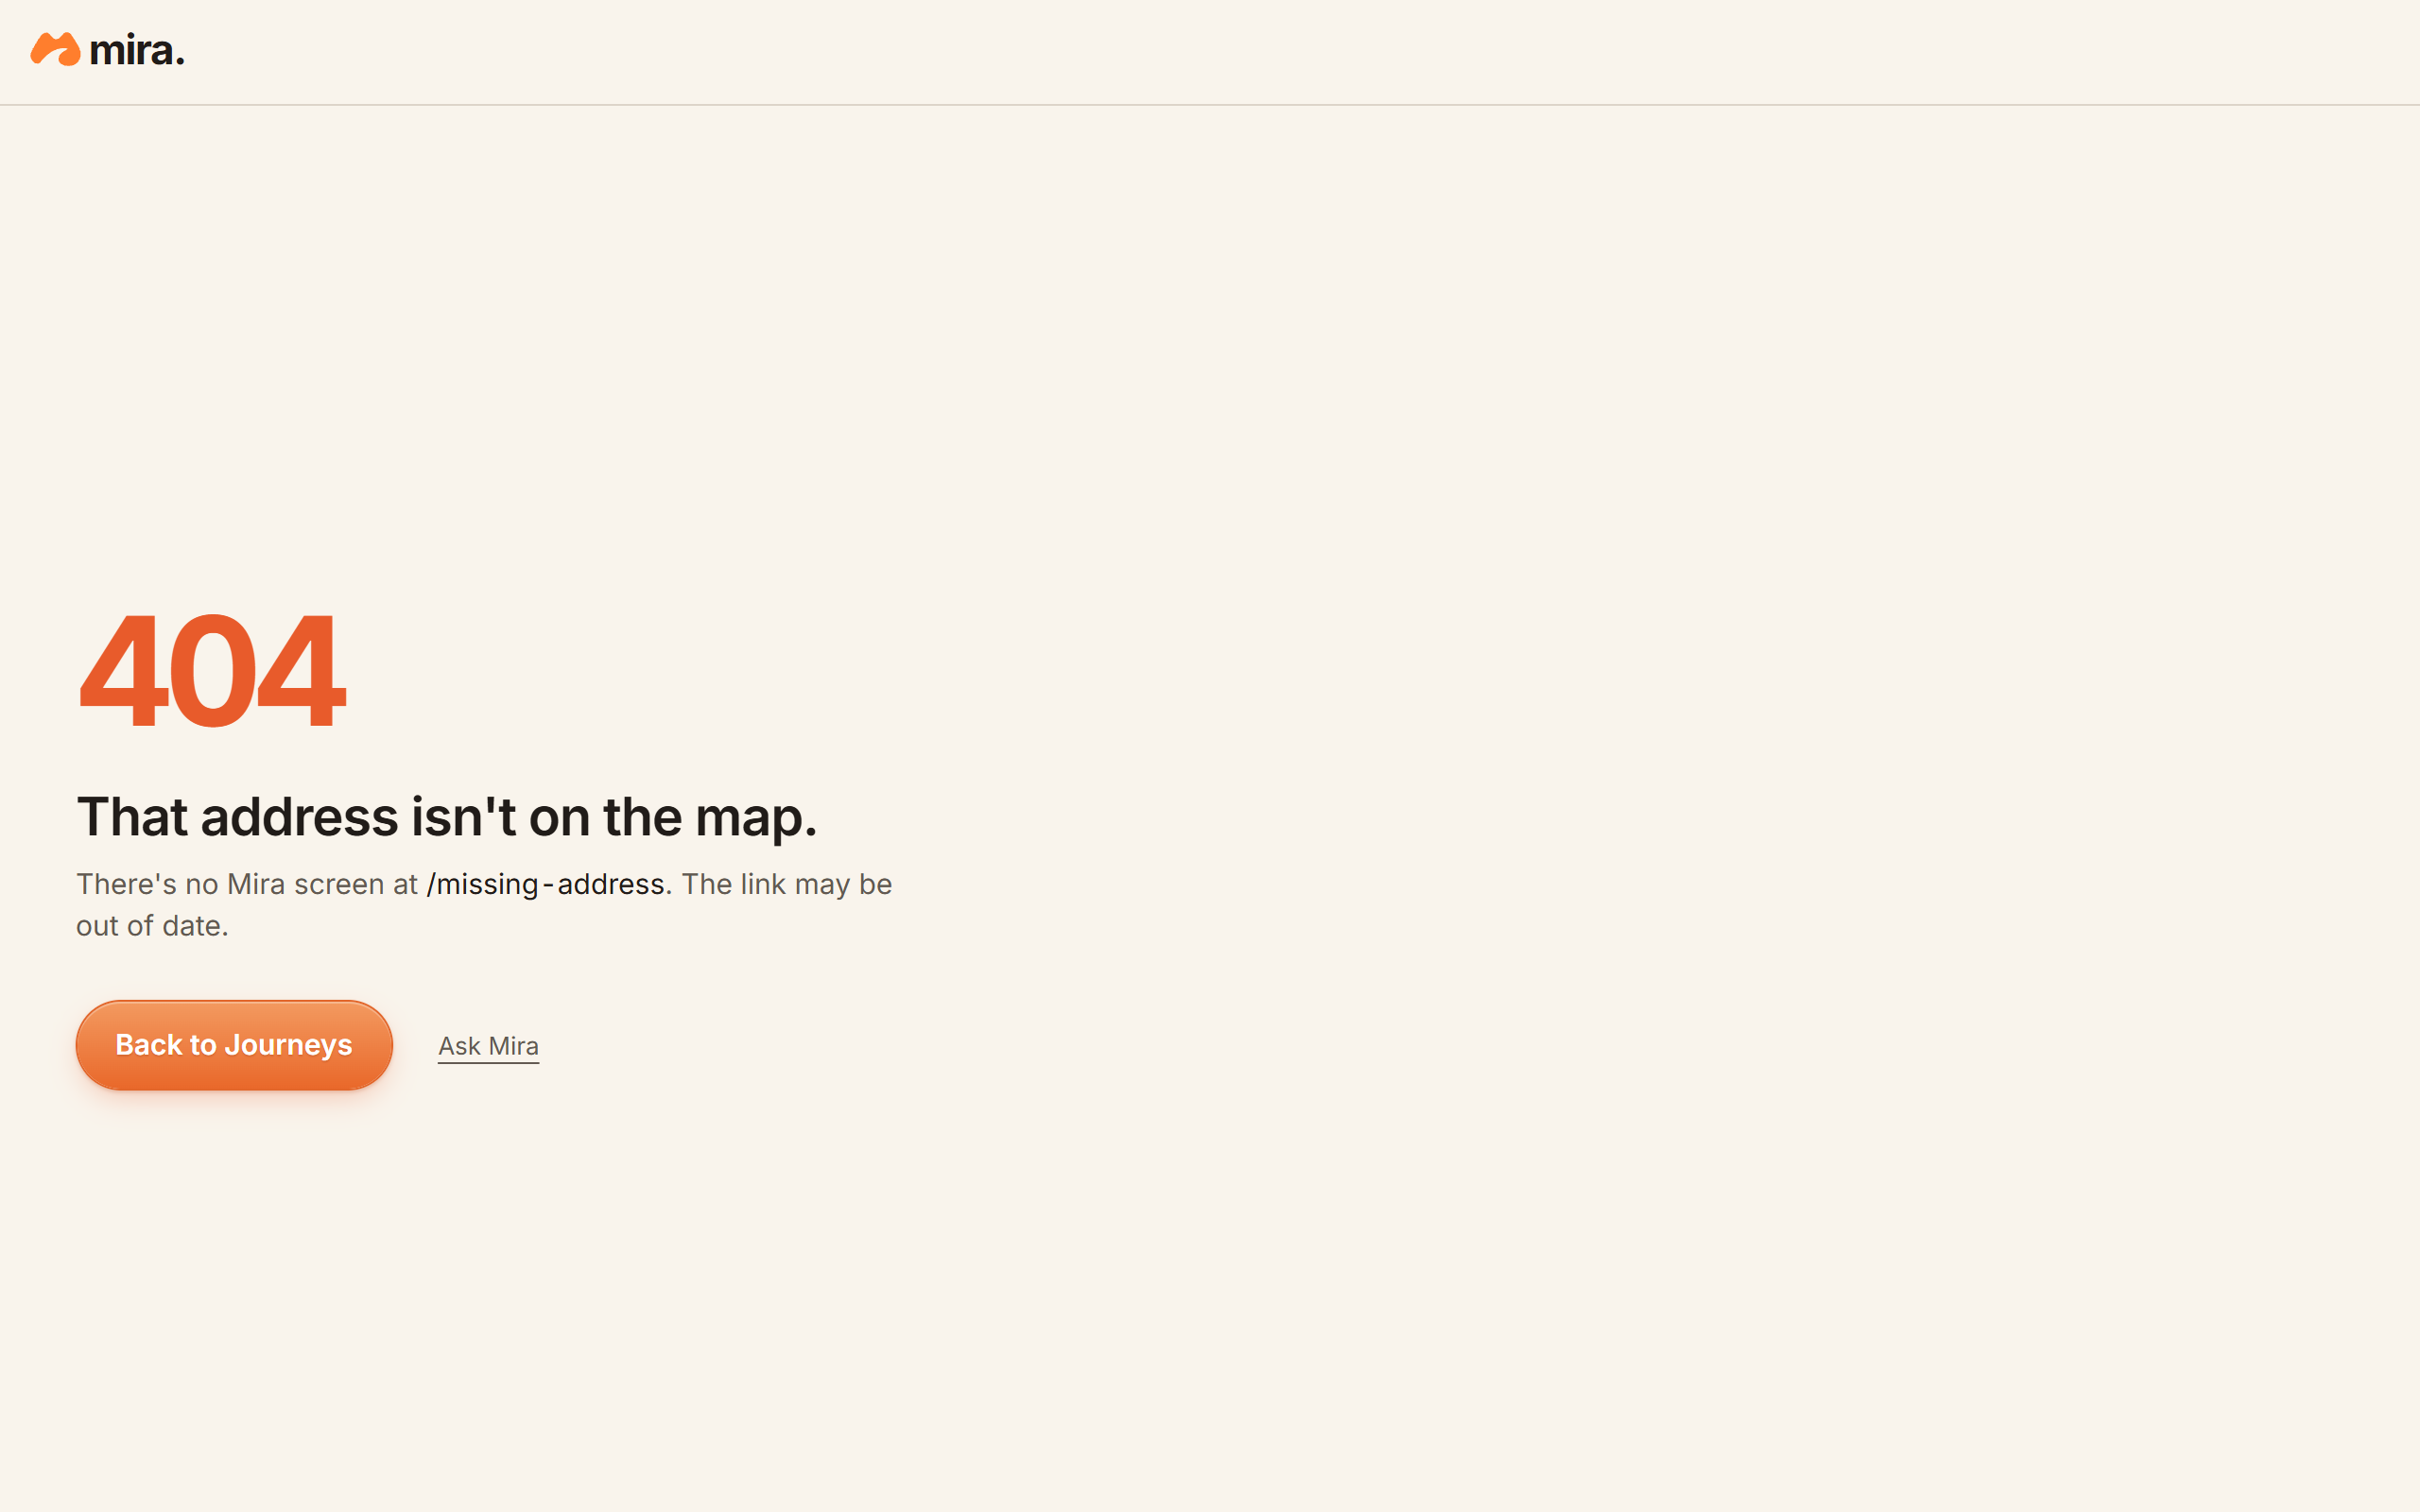 mira.
404
That address isn't on the map.
There's no Mira screen at /missing-address. The link may be
out of date.
Back to Journeys
Ask Mira